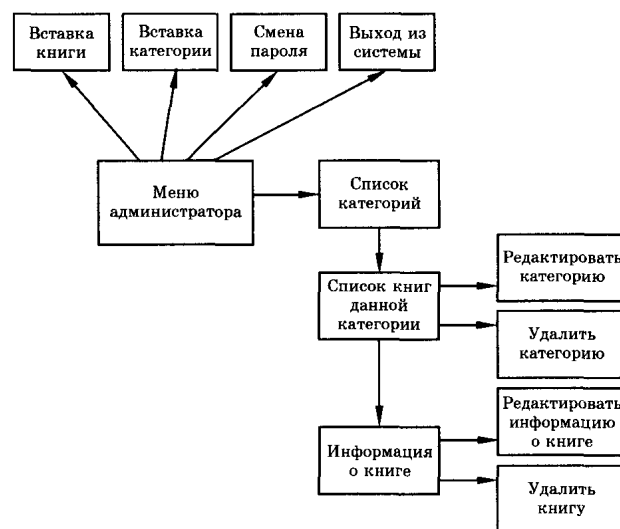 Вставка
книги
Вставка
категории
Смена
пароля
Выход из
системы
Меню
администратора
Список
категорий
Список книг
данной
категории
Редактировать
категорию
Удалить
категорию
Информация
о книге
Редактировать
информацию
о книге
Удалить
книгу